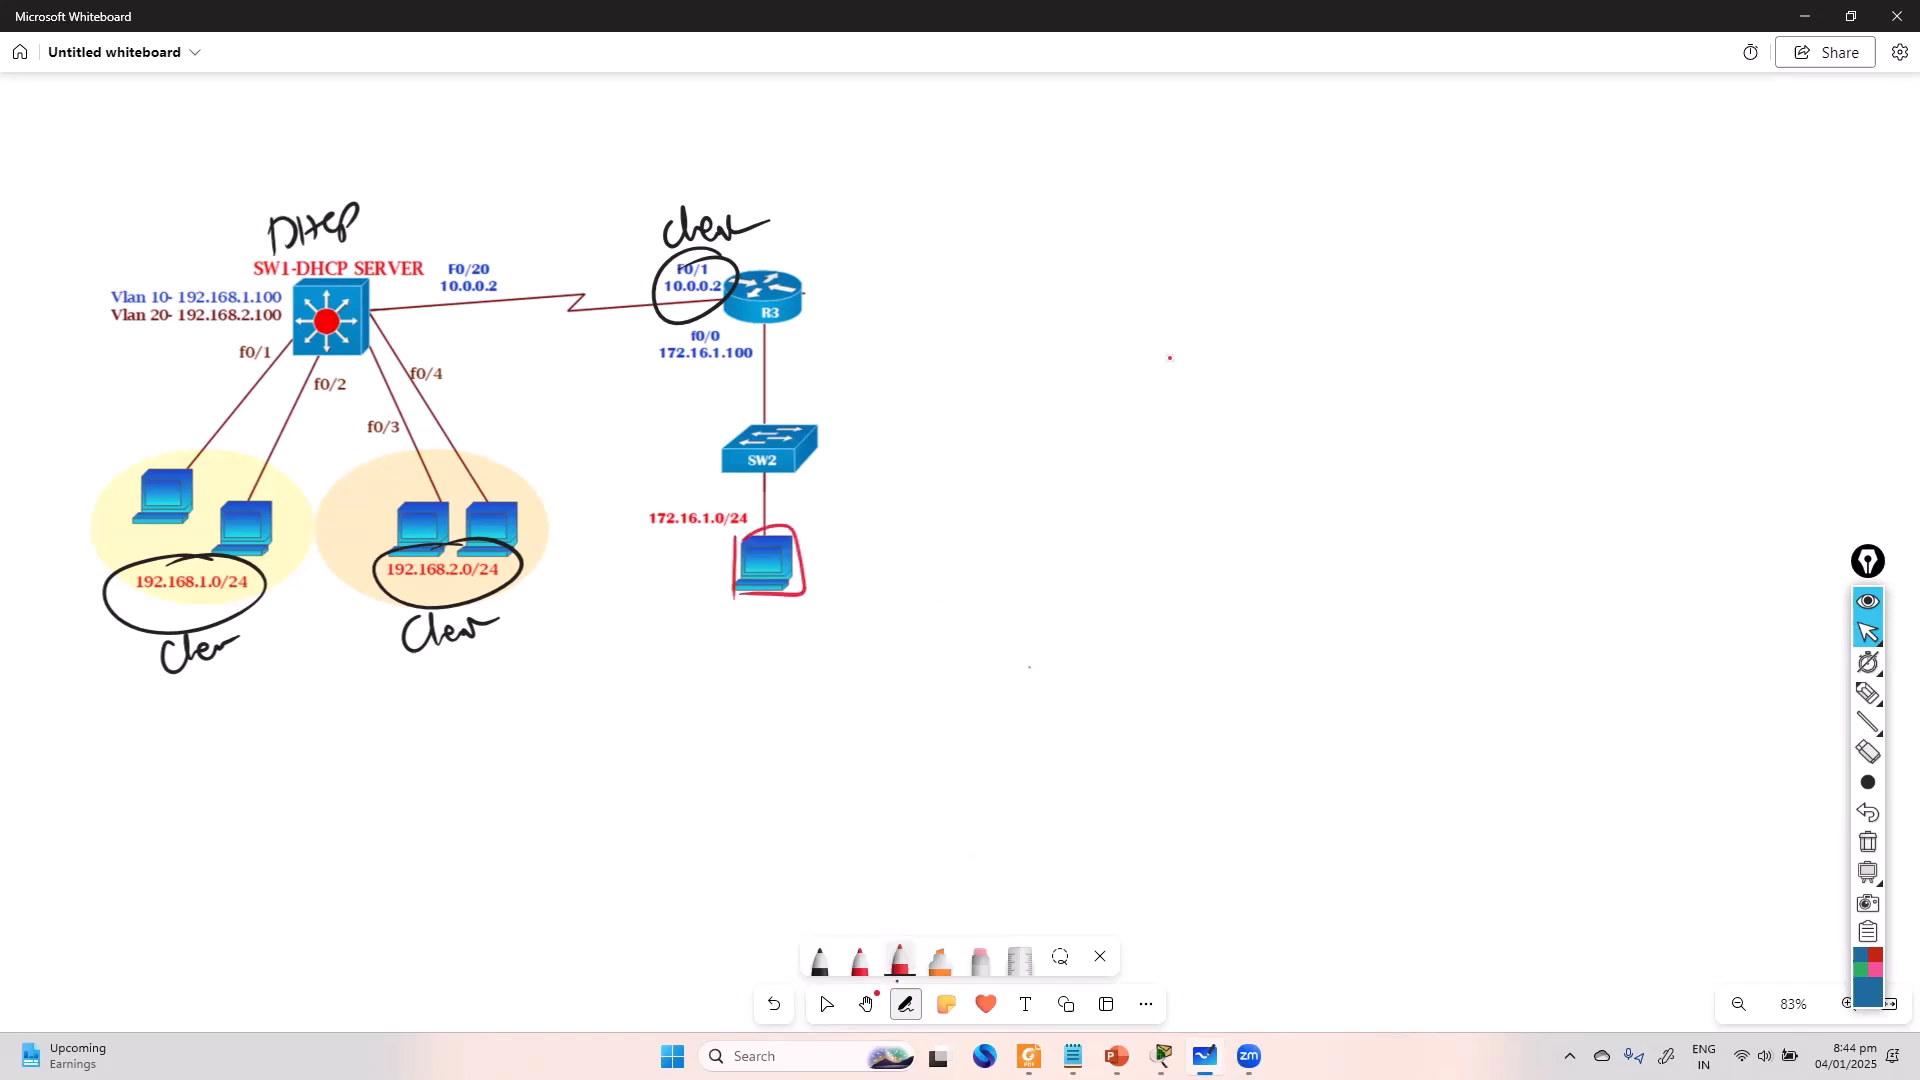 Microsoft Whiteboard
Untitled whiteboard
Share
DHCP
SW1-DHCP SERVER
Vlan 10- 192.168.1.100
Vlan 20- 192.168.2.100
F0/20
10.0.0.2
F0/1
10.0.0.2
R3
f0/0
172.16.1.100
f0/1
f0/2
f0/4
f0/3
SW2
172.16.1.0/24
192.168.1.0/24
192.168.2.0/24
83%
Upcoming
Earnings
Search
PDF
zm
ENG
IN
8:44 pm
04/01/2025